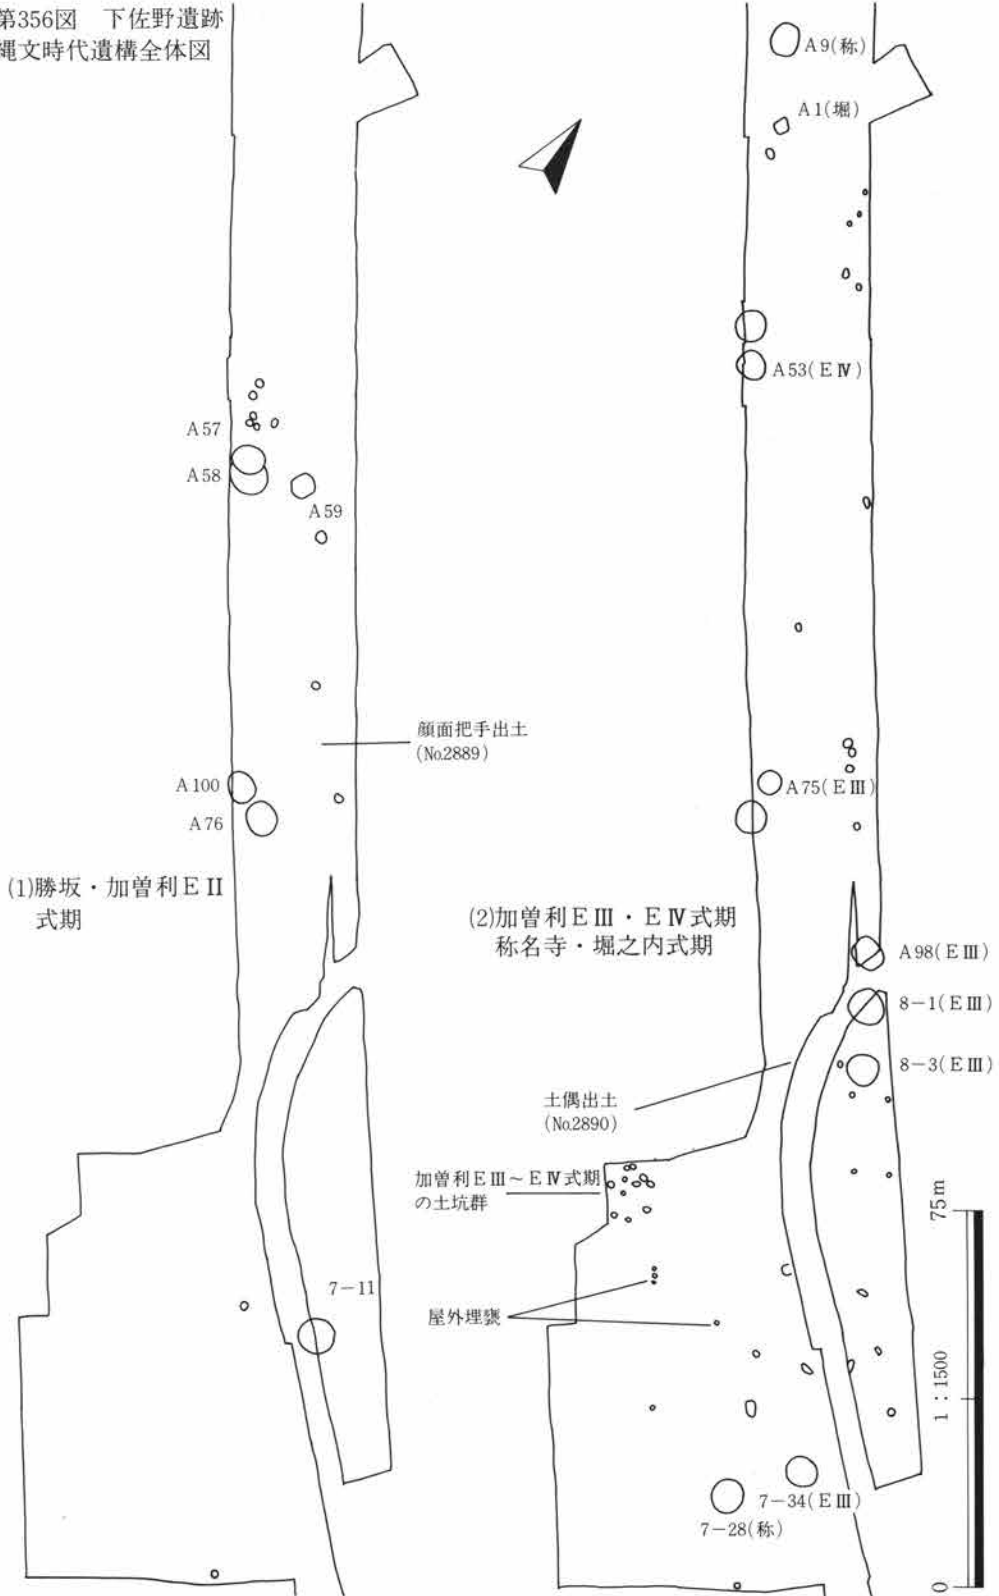 第356図　下佐野遺跡
縄文時代遺構全体図
A57
A58
A59
顔面把手出土
(No.2889)
A100
A76
(1)勝坂・加曽利EⅡ
式期
7-11
A9(称)
A1(堀)
A53(EⅣ)
A75(EⅢ)
(2)加曽利EⅢ・EⅣ式期
称名寺・堀之内式期
A98(EⅢ)
8-1(EⅢ)
8-3(EⅢ)
土偶出土
(No.2890)
加曽利EⅢ～EⅣ式期
の土坑群
屋外埋甕
7-34(EⅢ)
7-28(称)
75m
1：1500
0